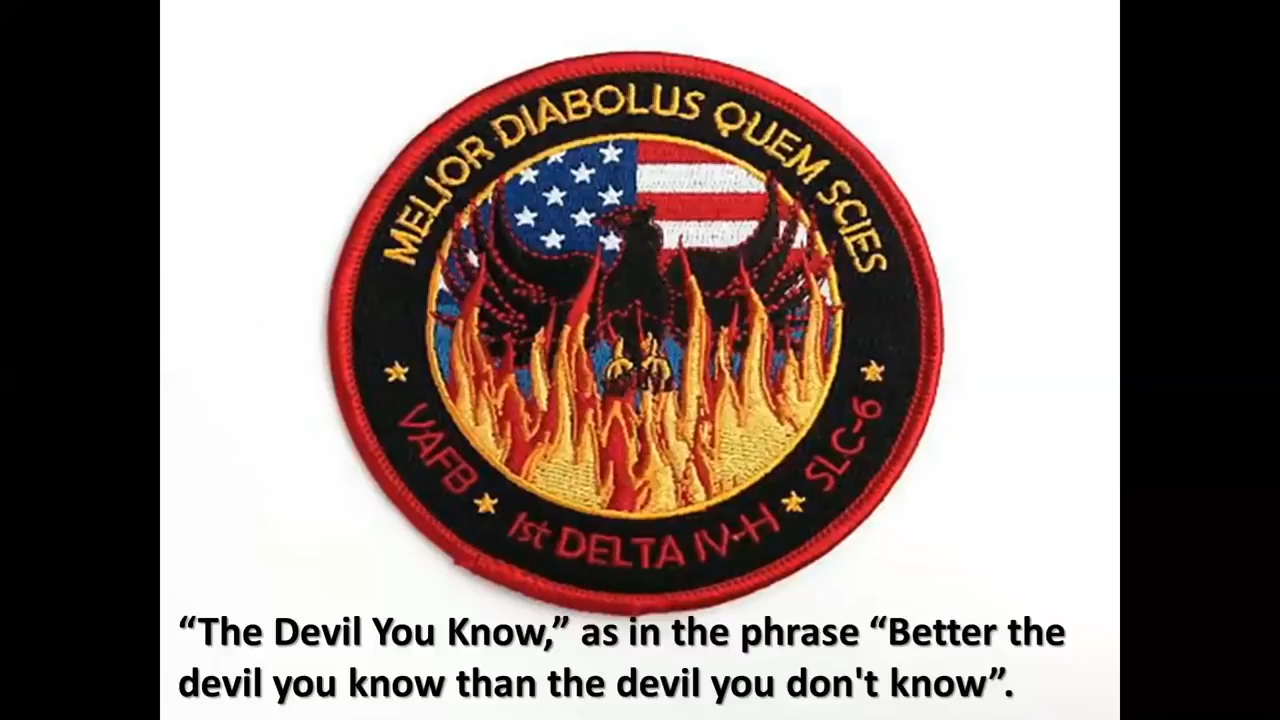 MELIOR DIABOLUS QUEM SCIES
VAFB
1st DELTA IV-H
SLC-6
“The Devil You Know,” as in the phrase “Better the
devil you know than the devil you don't know”.